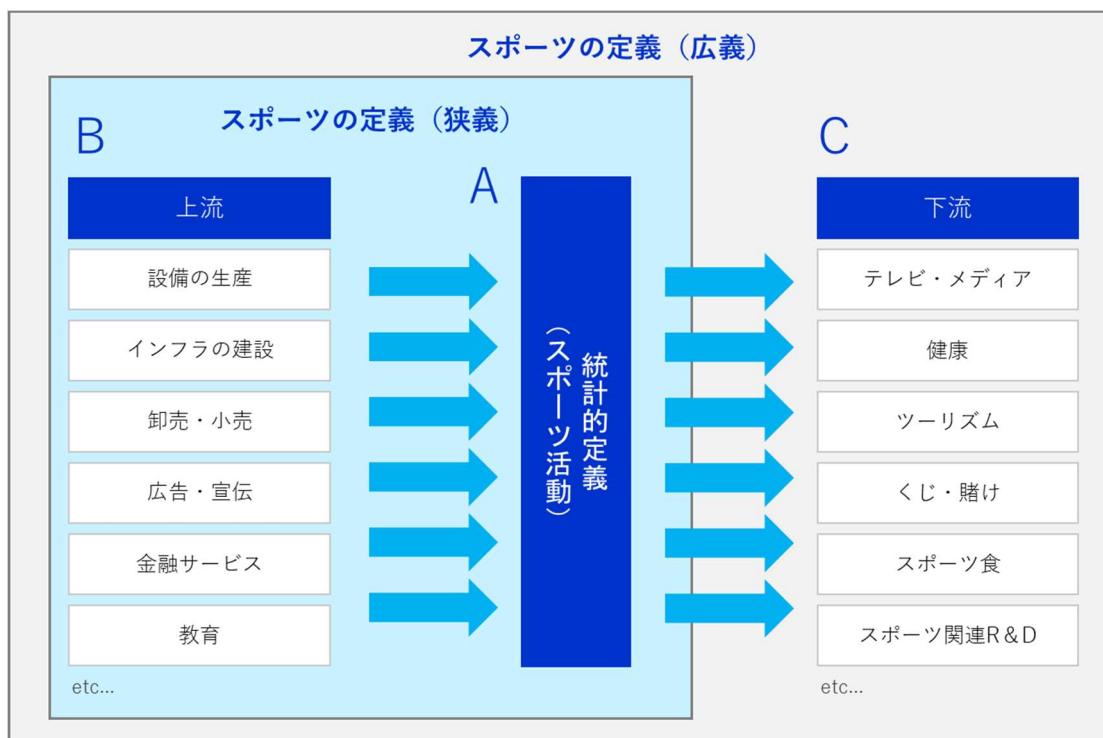 スポーツの定義（広義）
スポーツの定義（狭義）
B
上流
設備の生産
インフラの建設
卸売・小売
広告・宣伝
金融サービス
教育
etc...
A
統計的定義
（スポーツ活動）
C
下流
テレビ・メディア
健康
ツーリズム
くじ・賭け
スポーツ食
スポーツ関連R＆D
etc...